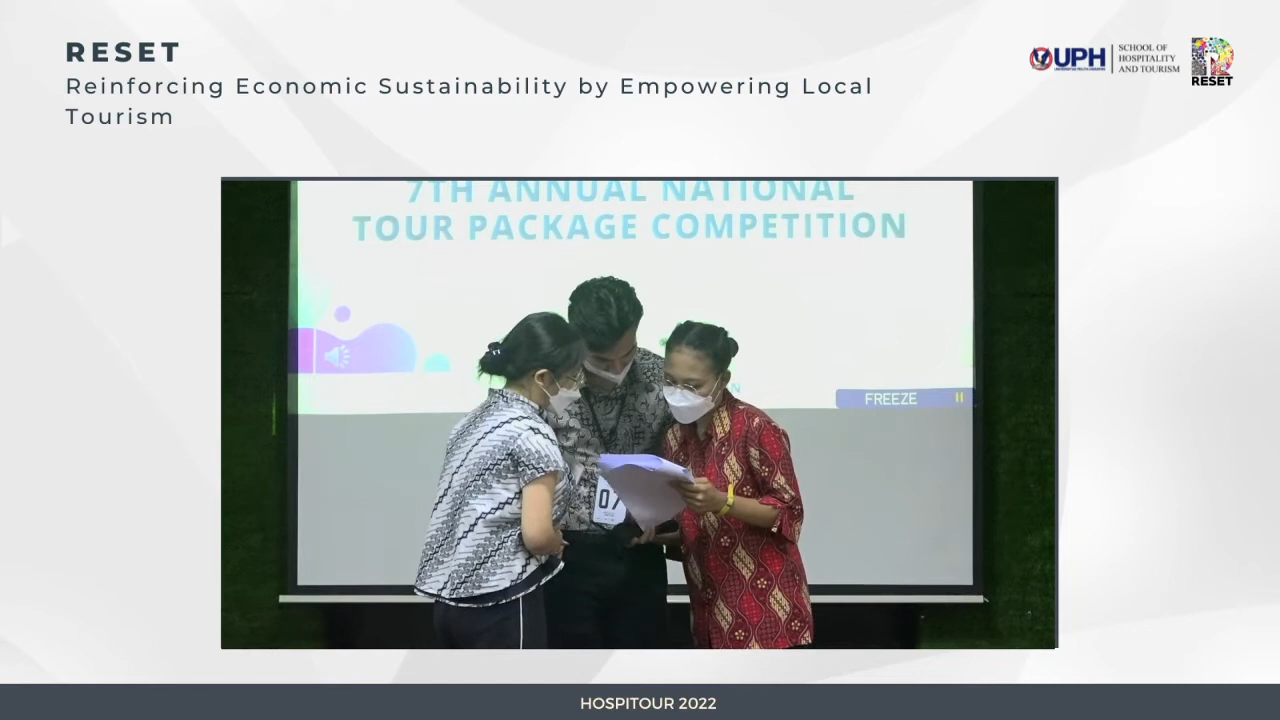 RESET
Reinforcing Economic Sustainability by Empowering Local
Tourism
UPH
SCHOOL OF
HOSPITALITY
AND TOURISM
RESET
7TH ANNUAL NATIONAL
TOUR PACKAGE COMPETITION
FREEZE
07
HOSPITOUR 2022